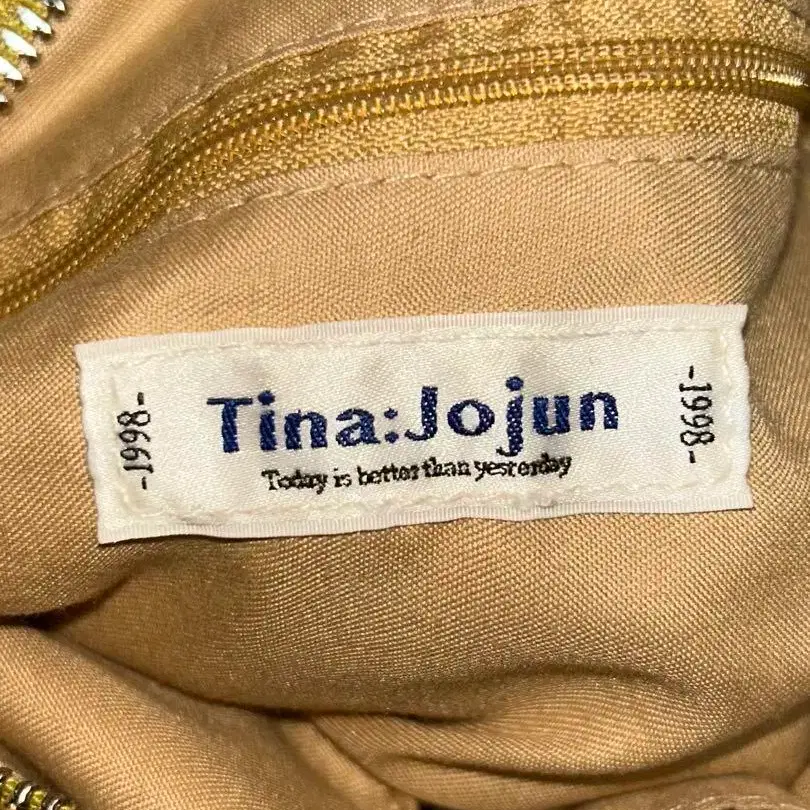 -1998-
Tina:Jojun
Today is better than yesterday
-1998-